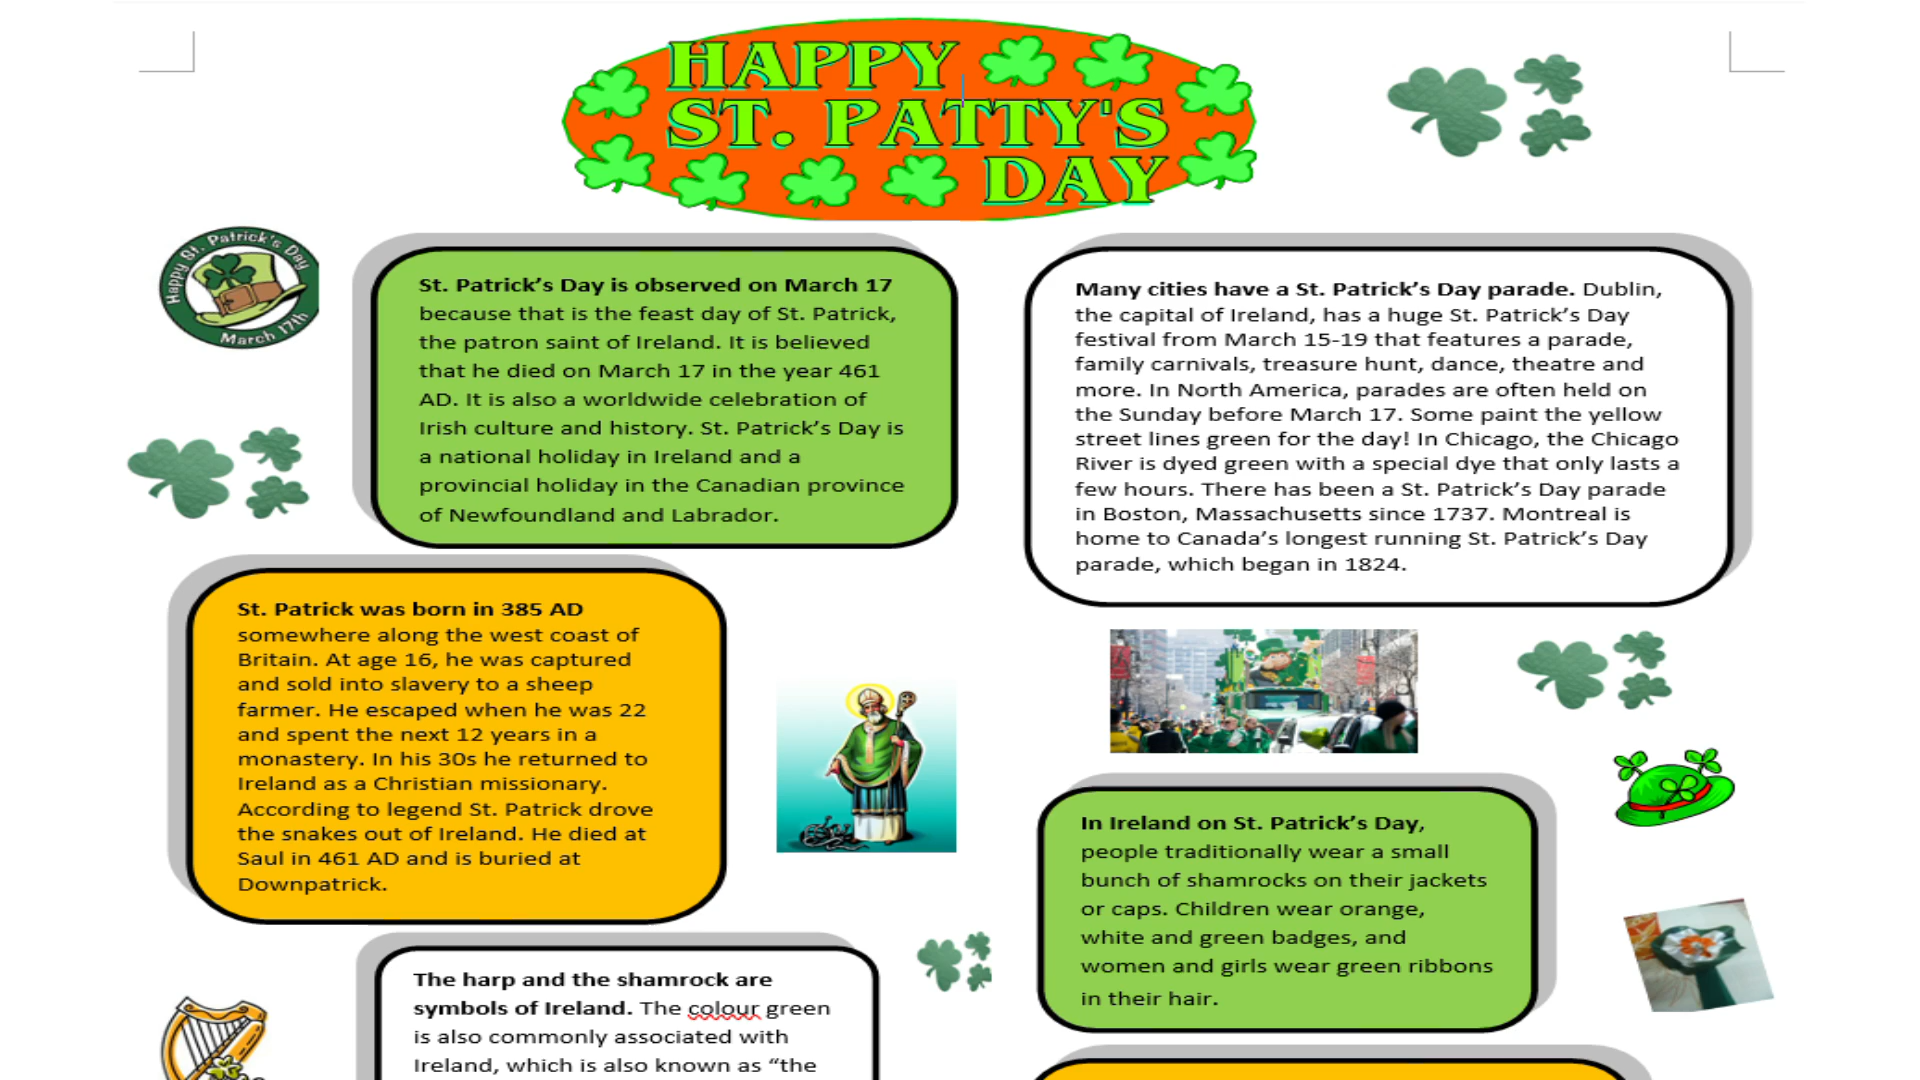 HAPPY
ST. PATTY'S
DAY
Happy St. Patrick's Day
March 17th
St. Patrick’s Day is observed on March 17
because that is the feast day of St. Patrick,
the patron saint of Ireland. It is believed
that he died on March 17 in the year 461
AD. It is also a worldwide celebration of
Irish culture and history. St. Patrick’s Day is
a national holiday in Ireland and a
provincial holiday in the Canadian province
of Newfoundland and Labrador.
Many cities have a St. Patrick’s Day parade. Dublin,
the capital of Ireland, has a huge St. Patrick’s Day
festival from March 15-19 that features a parade,
family carnivals, treasure hunt, dance, theatre and
more. In North America, parades are often held on
the Sunday before March 17. Some paint the yellow
street lines green for the day! In Chicago, the Chicago
River is dyed green with a special dye that only lasts a
few hours. There has been a St. Patrick’s Day parade
in Boston, Massachusetts since 1737. Montreal is
home to Canada’s longest running St. Patrick’s Day
parade, which began in 1824.
St. Patrick was born in 385 AD
somewhere along the west coast of
Britain. At age 16, he was captured
and sold into slavery to a sheep
farmer. He escaped when he was 22
and spent the next 12 years in a
monastery. In his 30s he returned to
Ireland as a Christian missionary.
According to legend St. Patrick drove
the snakes out of Ireland. He died at
Saul in 461 AD and is buried at
Downpatrick.
In Ireland on St. Patrick’s Day,
people traditionally wear a small
bunch of shamrocks on their jackets
or caps. Children wear orange,
white and green badges, and
women and girls wear green ribbons
in their hair.
The harp and the shamrock are
symbols of Ireland. The colour green
is also commonly associated with
Ireland, which is also known as “the